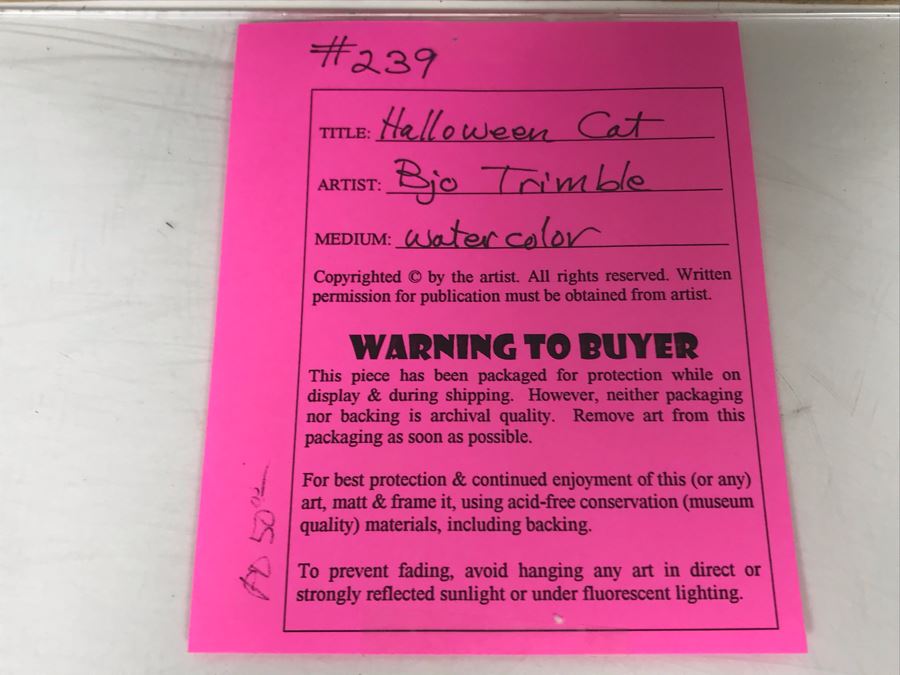 #239
TITLE: Halloween Cat
ARTIST: Bjo Trimble
MEDIUM: watercolor
Copyrighted © by the artist. All rights reserved. Written
permission for publication must be obtained from artist.
WARNING TO BUYER
This piece has been packaged for protection while on
display & during shipping. However, neither packaging
nor backing is archival quality. Remove art from this
packaging as soon as possible.
For best protection & continued enjoyment of this (or any)
art, matt & frame it, using acid-free conservation (museum
quality) materials, including backing.
To prevent fading, avoid hanging any art in direct or
strongly reflected sunlight or under fluorescent lighting.
50